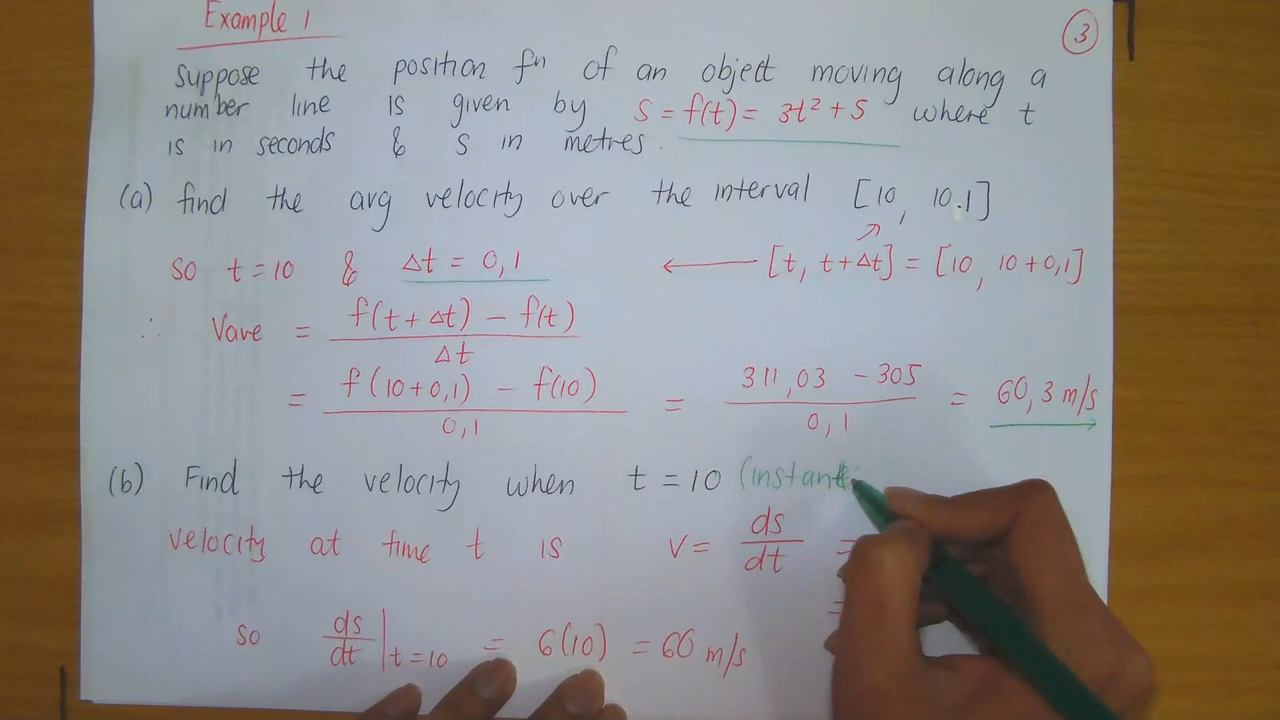 Example 1
③
Suppose the position fⁿ of an object moving along a
number line is given by S = f(t) = 3t² + 5 where t
is in seconds & s in metres.
(a) find the avg velocity over the interval [10, 10.1]
so t = 10 & Δt = 0,1 ← [t, t+Δt] = [10, 10+0,1]
∴ Vave = f(t + Δt) − f(t) / Δt
= f(10+0,1) − f(10) / 0,1 = 311,03 − 305 / 0,1 = 60,3 m/s
(b) Find the velocity when t = 10 (instant
velocity at time t is v = ds/dt =
=
so ds/dt | t=10 = 6(10) = 60 m/s